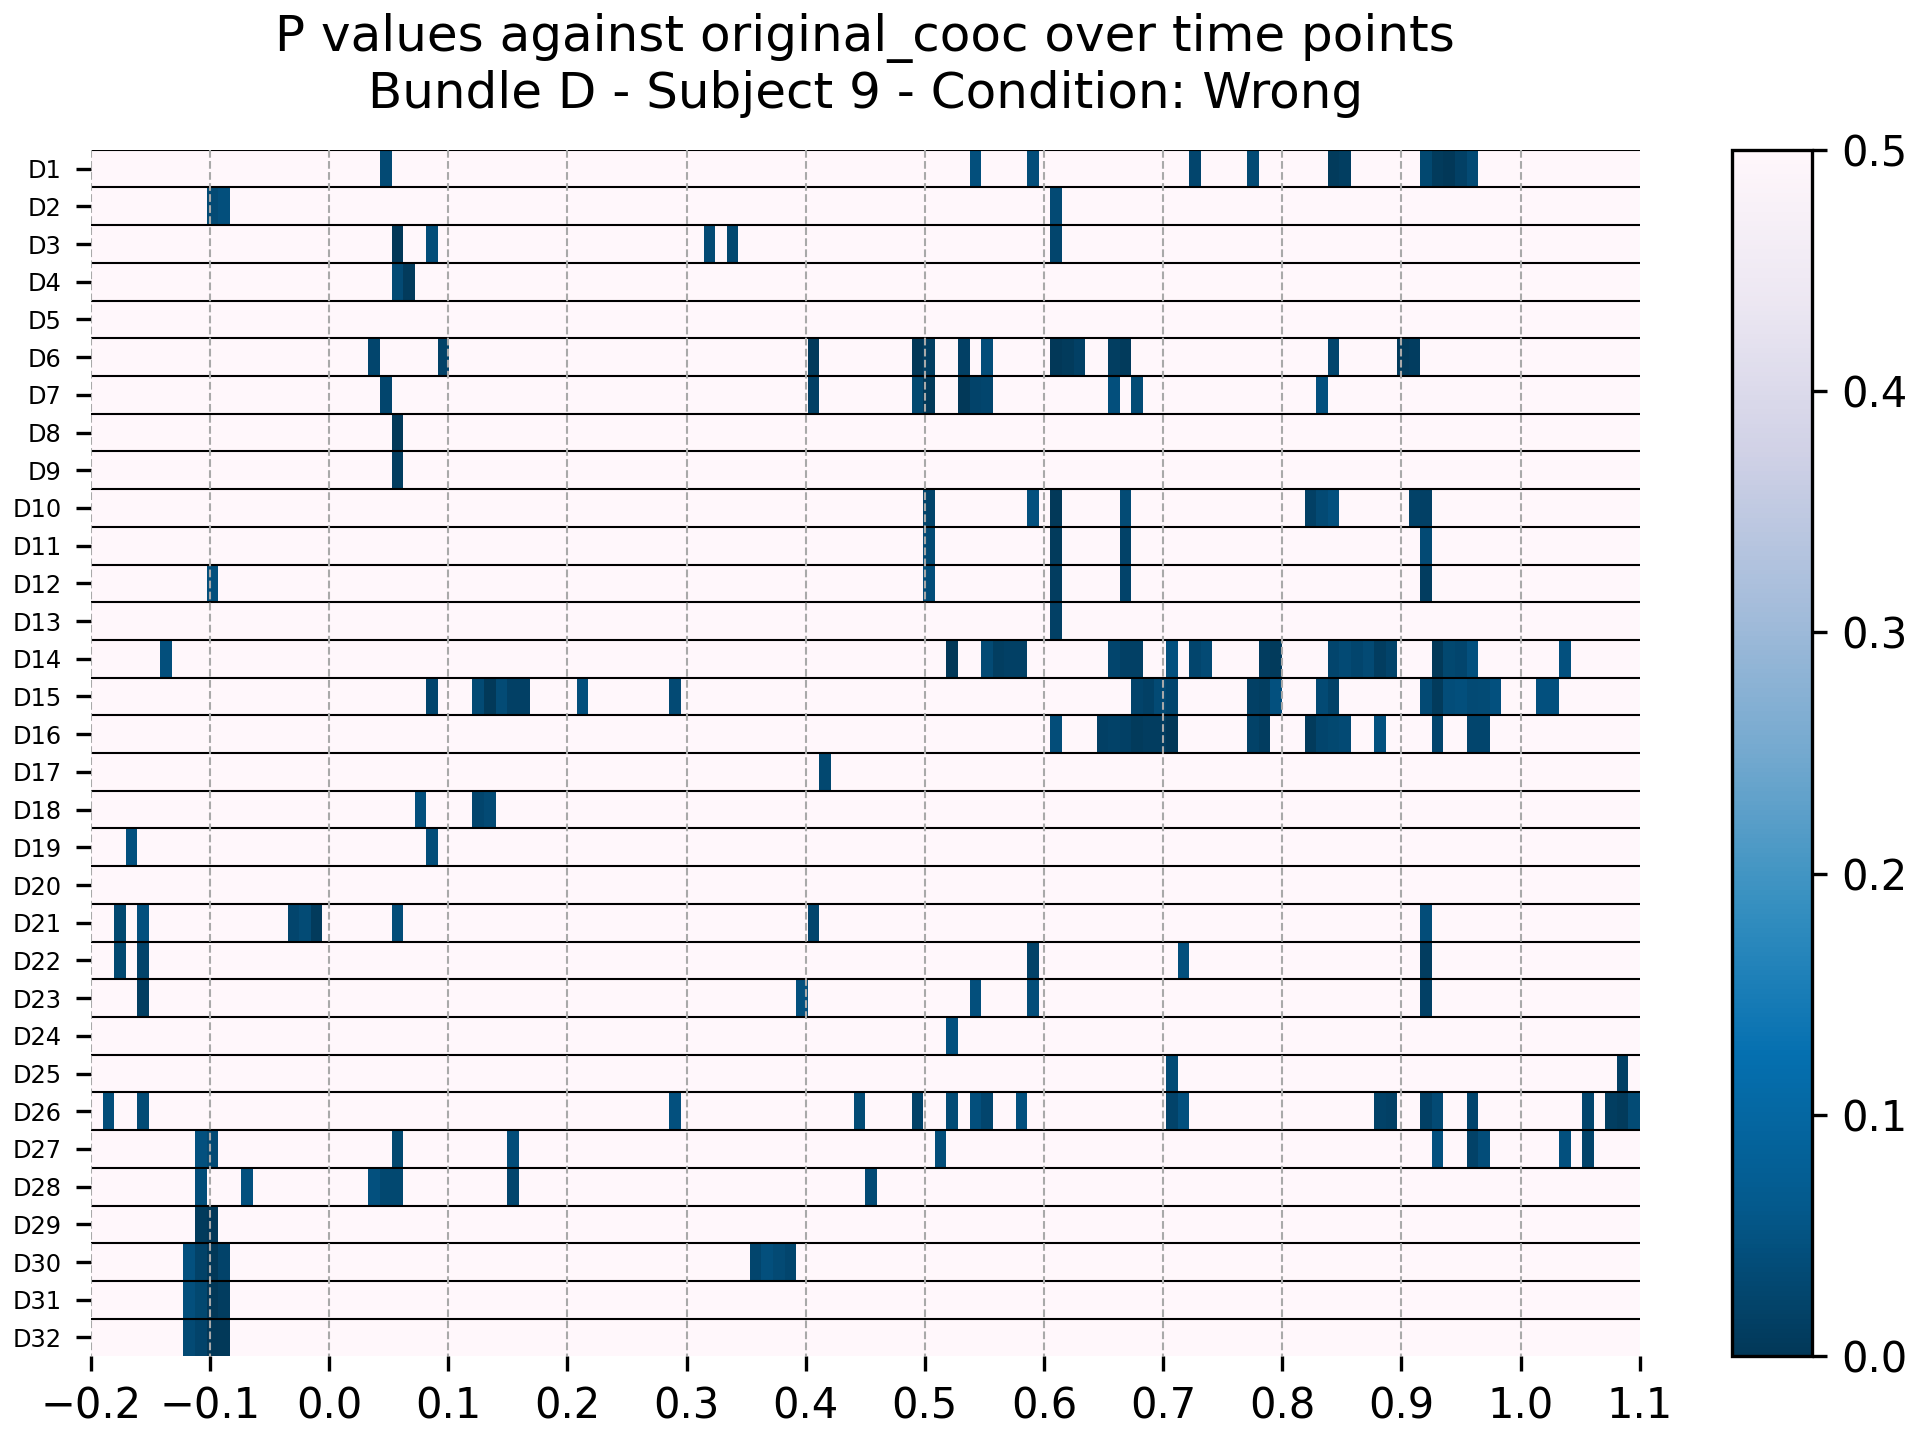 P values against original_cooc over time points
Bundle D - Subject 9 - Condition: Wrong
D1
D2
D3
D4
D5
D6
D7
D8
D9
D10
D11
D12
D13
D14
D15
D16
D17
D18
D19
D20
D21
D22
D23
D24
D25
D26
D27
D28
D29
D30
D31
D32
−0.2 −0.1 0.0 0.1 0.2 0.3 0.4 0.5 0.6 0.7 0.8 0.9 1.0 1.1
0.5
0.4
0.3
0.2
0.1
0.0